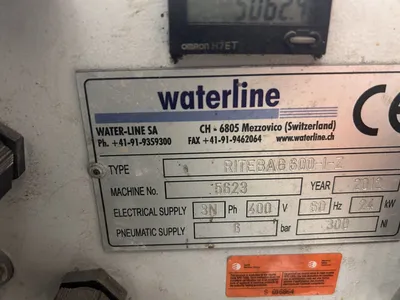 OMRON H7ET
waterline
WATER-LINE SA CH - 6805 Mezzovico (Switzerland)
Ph. +41-91-9359300 FAX +41-91-9462064 www.waterline.ch
CE
TYPE
MACHINE No. 5623 YEAR
ELECTRICAL SUPPLY 3N Ph 400 V Hz 24 kW
PNEUMATIC SUPPLY 6 bar 300 Nl